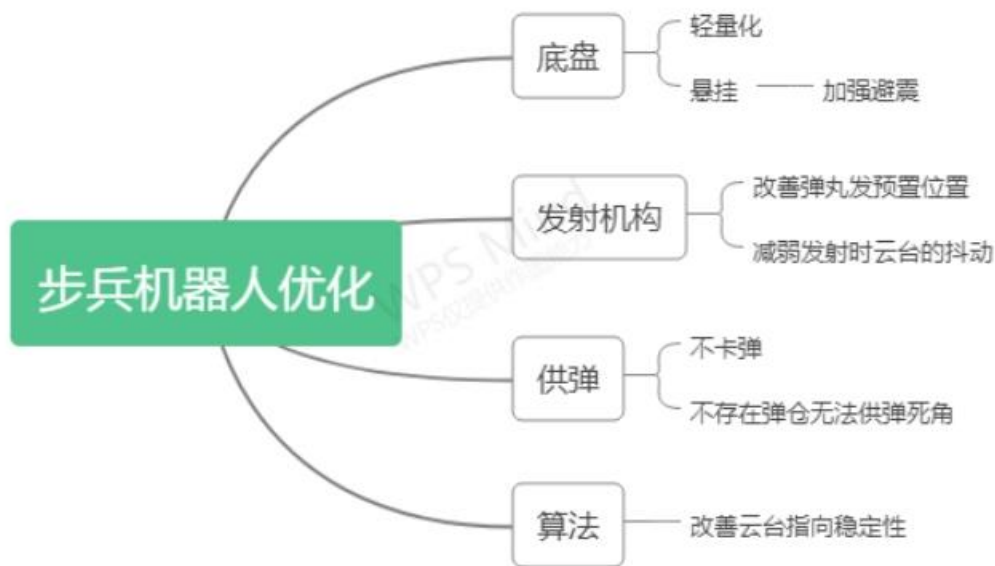 步兵机器人优化
底盘
轻量化
悬挂
加强避震
发射机构
改善弹丸发预置位置
减弱发射时云台的抖动
供弹
不卡弹
不存在弹仓无法供弹死角
算法
改善云台指向稳定性
WPS Mind